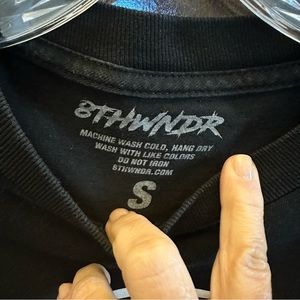 8THWNDR
MACHINE WASH COLD, HANG DRY
WASH WITH LIKE COLORS
DO NOT IRON
8THWNDR.COM
S